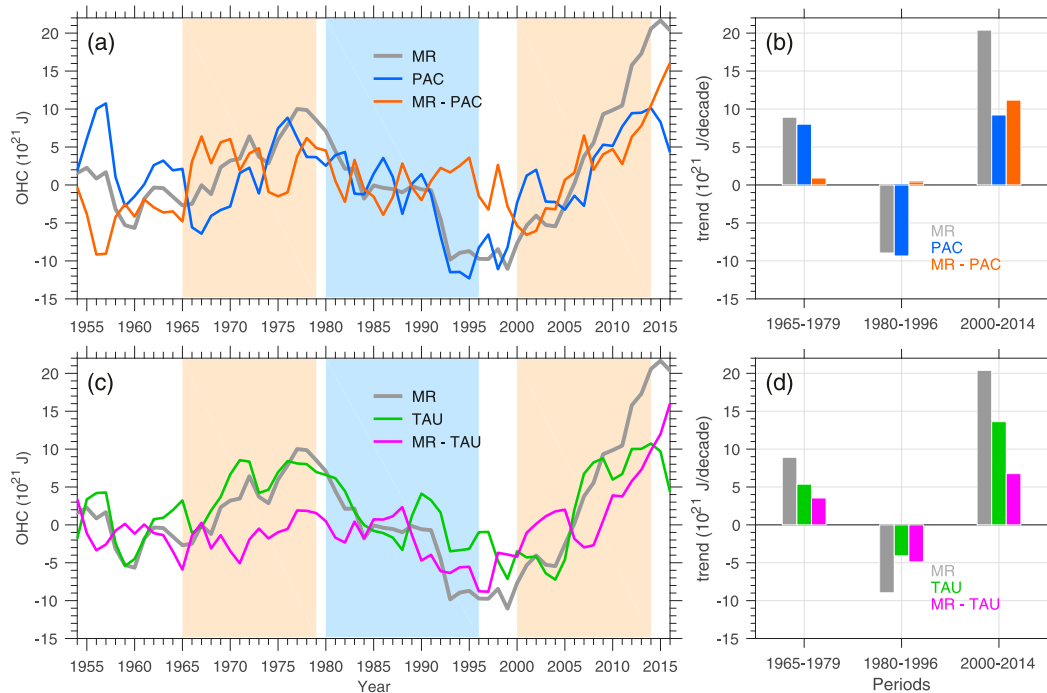 (a)
MR
PAC
MR - PAC
OHC (10^21 J)
20
15
10
5
0
-5
-10
-15
1955 1960 1965 1970 1975 1980 1985 1990 1995 2000 2005 2010 2015
Year
(b)
trend (10^21 J/decade)
20
15
10
5
0
-5
-10
-15
MR
PAC
MR - PAC
1965-1979 1980-1996 2000-2014
(c)
MR
TAU
MR - TAU
OHC (10^21 J)
20
15
10
5
0
-5
-10
-15
1955 1960 1965 1970 1975 1980 1985 1990 1995 2000 2005 2010 2015
Year
(d)
trend (10^21 J/decade)
20
15
10
5
0
-5
-10
-15
MR
TAU
MR - TAU
1965-1979 1980-1996 2000-2014
Periods